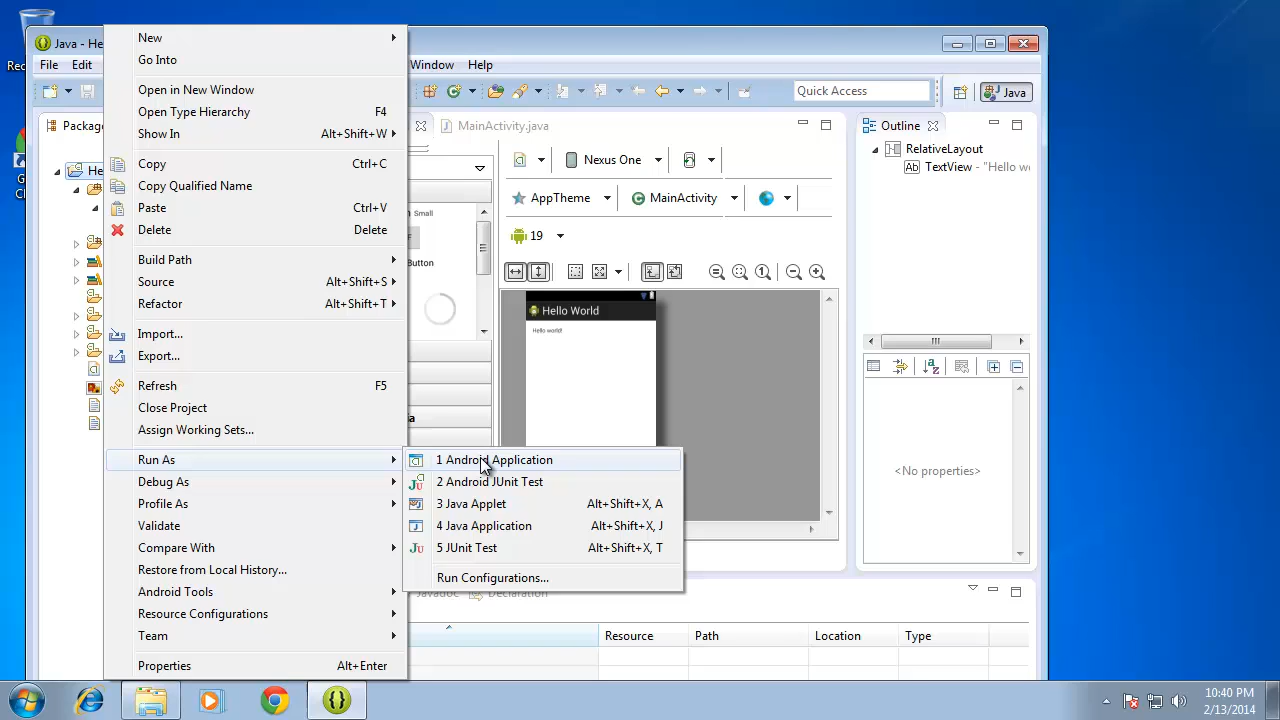 Rec
G
Cl
Java - He
File Edit
Window Help
Quick Access
Java
Packag
MainActivity.java
Outline
He
Small
Button
Nexus One
AppTheme
MainActivity
19
Hello World
Hello world!
RelativeLayout
TextView - "Hello wo
<No properties>
New
Go Into
Open in New Window
Open Type Hierarchy F4
Show In Alt+Shift+W
Copy Ctrl+C
Copy Qualified Name
Paste Ctrl+V
Delete Delete
Build Path
Source Alt+Shift+S
Refactor Alt+Shift+T
Import...
Export...
Refresh F5
Close Project
Assign Working Sets...
Run As
Debug As
Profile As
Validate
Compare With
Restore from Local History...
Android Tools
Resource Configurations
Team
Properties Alt+Enter
1 Android Application
2 Android JUnit Test
3 Java Applet Alt+Shift+X, A
4 Java Application Alt+Shift+X, J
5 JUnit Test Alt+Shift+X, T
Run Configurations...
Javadoc Declaration
Resource Path Location Type
10:40 PM
2/13/2014